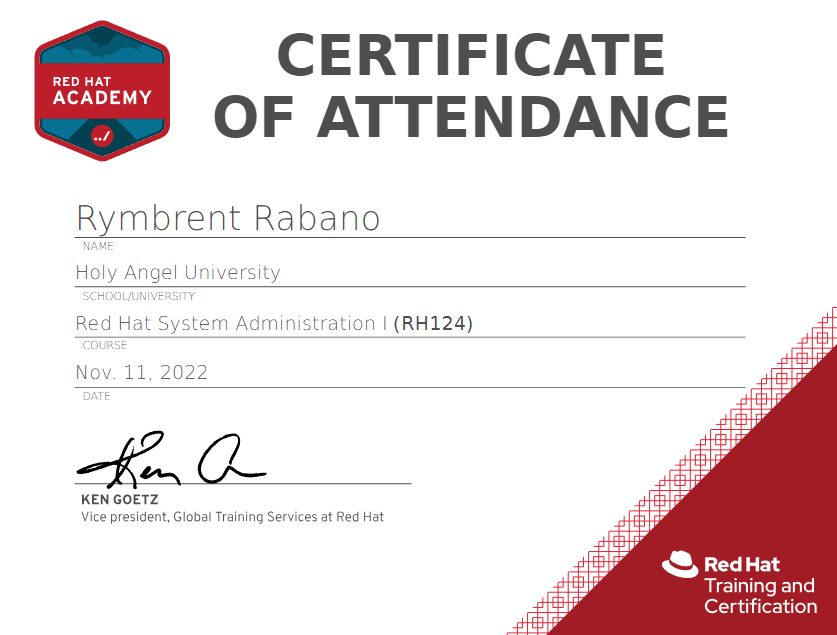 RED HAT
ACADEMY
CERTIFICATE
OF ATTENDANCE
Rymbrent Rabano
NAME
Holy Angel University
SCHOOL/UNIVERSITY
Red Hat System Administration I (RH124)
COURSE
Nov. 11, 2022
DATE
Ken G
KEN GOETZ
Vice president, Global Training Services at Red Hat
Red Hat
Training and
Certification